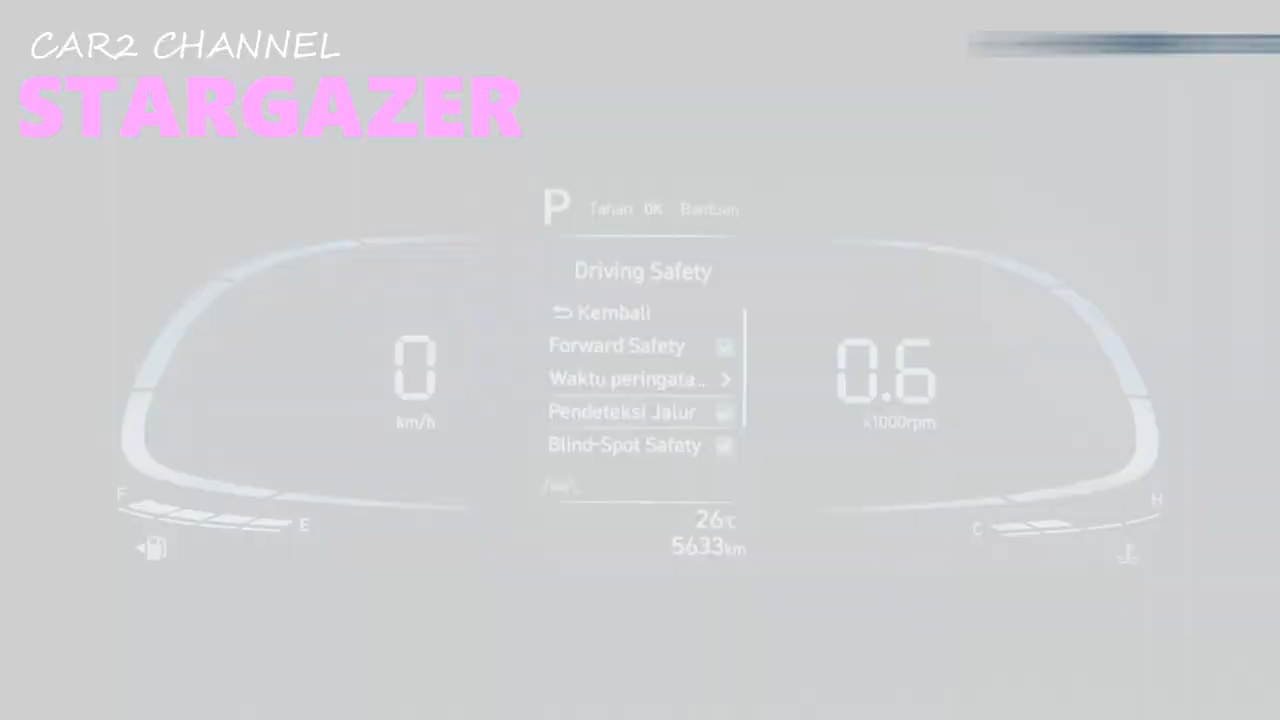 CAR2 CHANNEL
STARGAZER
P Tahan OK Bantuan
Driving Safety
Kembali
Forward Safety
Waktu peringata..
Pendeteksi Jalur
Blind-Spot Safety
0
km/h
0.6
x1000rpm
F
E
26℃
5633km
C
H